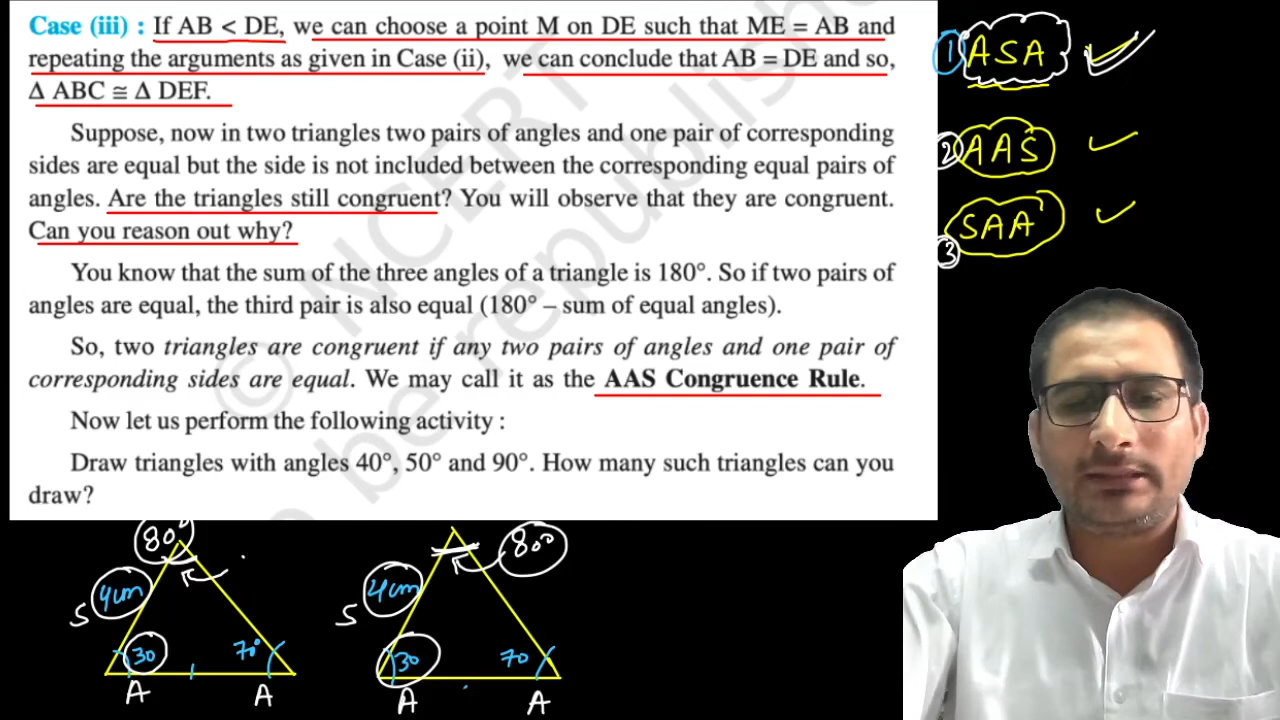 Case (iii) : If AB < DE, we can choose a point M on DE such that ME = AB and
repeating the arguments as given in Case (ii), we can conclude that AB = DE and so,
Δ ABC ≅ Δ DEF.
Suppose, now in two triangles two pairs of angles and one pair of corresponding
sides are equal but the side is not included between the corresponding equal pairs of
angles. Are the triangles still congruent? You will observe that they are congruent.
Can you reason out why?
You know that the sum of the three angles of a triangle is 180°. So if two pairs of
angles are equal, the third pair is also equal (180° – sum of equal angles).
So, two triangles are congruent if any two pairs of angles and one pair of
corresponding sides are equal. We may call it as the AAS Congruence Rule.
Now let us perform the following activity :
Draw triangles with angles 40°, 50° and 90°. How many such triangles can you
draw?
© NCERT
be republished
1 ASA
2 AAS
3 SAA
80°
S 4cm
30 70°
A A
80°
S 4cm
30 70
A A